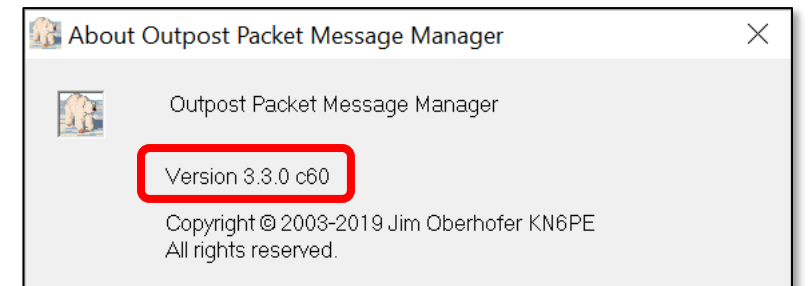 About Outpost Packet Message Manager
Outpost Packet Message Manager
Version 3.3.0 c60
Copyright © 2003-2019 Jim Oberhofer KN6PE
All rights reserved.